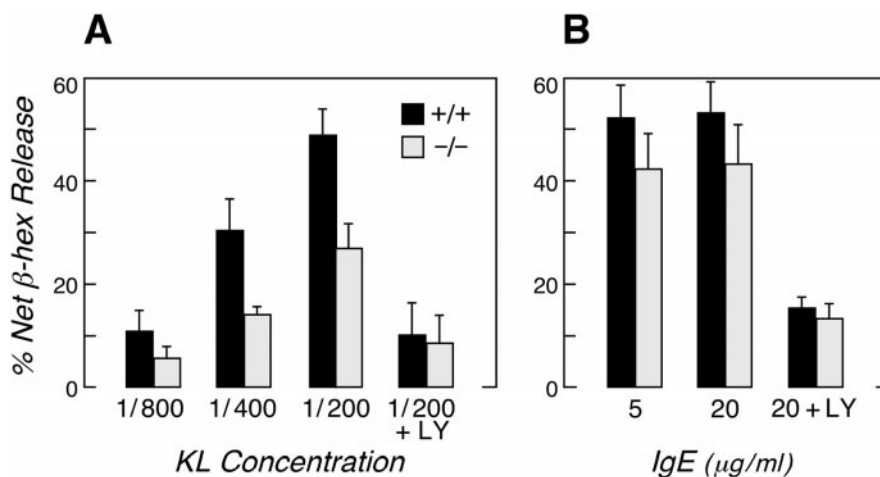 A
B
% Net β-hex Release
60
40
20
0
+/+
−/−
1/800 1/400 1/200 1/200
+ LY
KL Concentration
60
40
20
0
5 20 20 + LY
IgE (μg/ml)